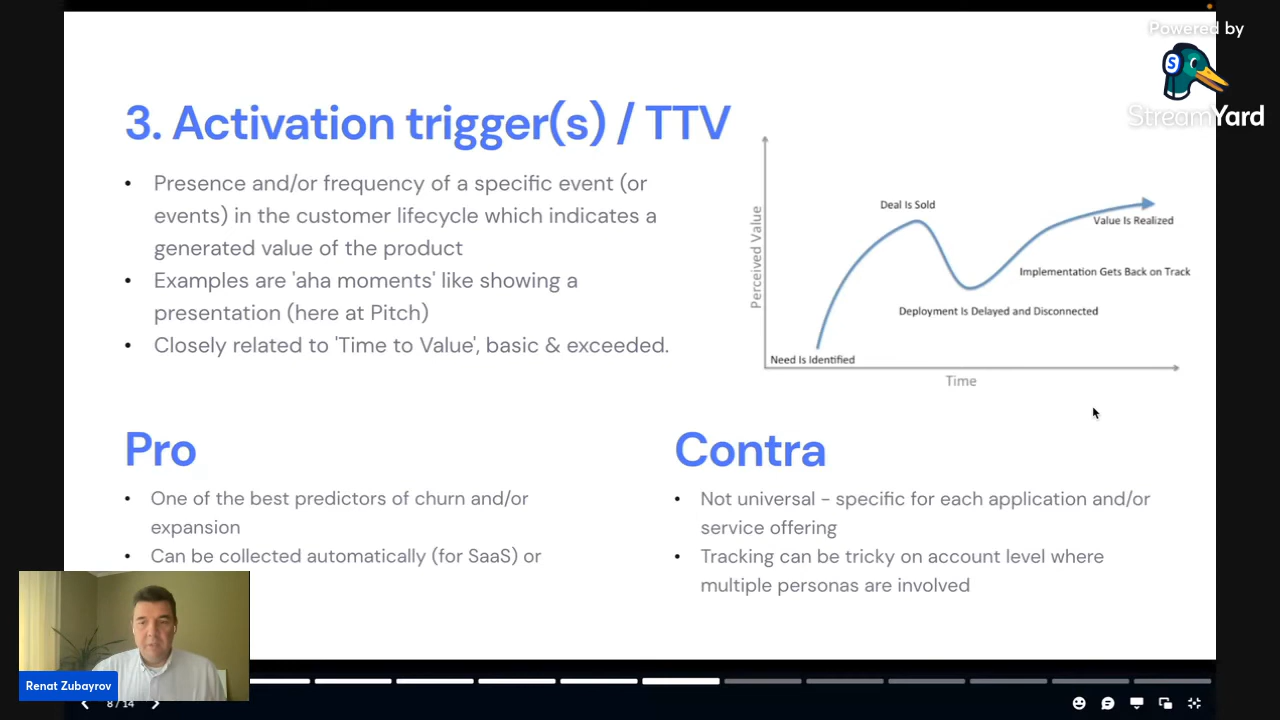 Powered by
StreamYard
3. Activation trigger(s) / TTV
• Presence and/or frequency of a specific event (or
events) in the customer lifecycle which indicates a
generated value of the product
• Examples are 'aha moments' like showing a
presentation (here at Pitch)
• Closely related to 'Time to Value', basic & exceeded.
Perceived Value
Deal Is Sold
Value Is Realized
Implementation Gets Back on Track
Deployment Is Delayed and Disconnected
Need Is Identified
Time
Pro
• One of the best predictors of churn and/or
expansion
• Can be collected automatically (for SaaS) or
Contra
• Not universal - specific for each application and/or
service offering
• Tracking can be tricky on account level where
multiple personas are involved
Renat Zubayrov
8 / 14